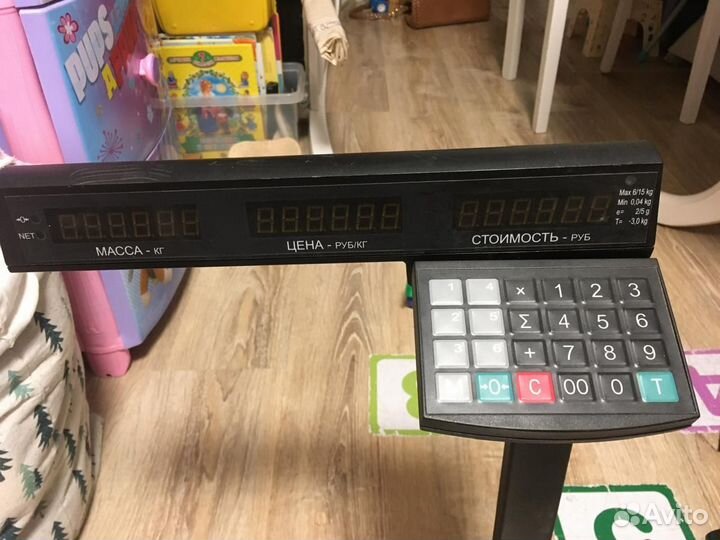 PUPS
Max 6/15 kg
Min 0,04 kg
e= 2/5 g
T= -3,0 kg
→0←
NET
МАССА - КГ
ЦЕНА - РУБ/КГ
СТОИМОСТЬ - РУБ
1 4 × 1 2 3
2 5 Σ 4 5 6
3 6 + 7 8 9
M →0← C 00 0 T
A
8
Avito